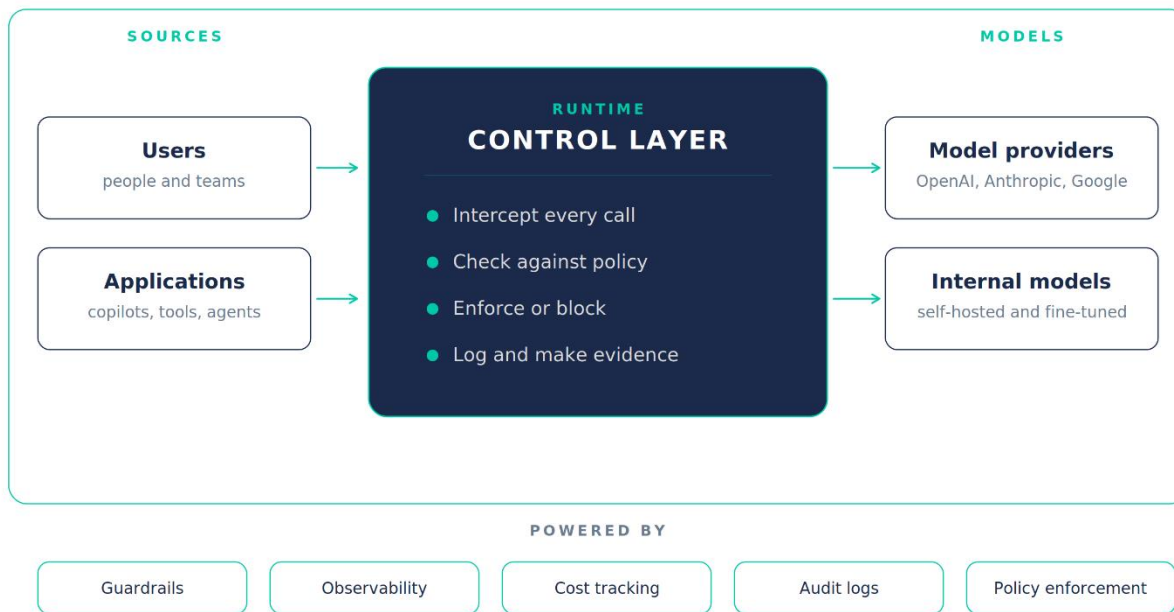 SOURCES
MODELS
Users
people and teams
Applications
copilots, tools, agents
RUNTIME
CONTROL LAYER
Intercept every call
Check against policy
Enforce or block
Log and make evidence
Model providers
OpenAI, Anthropic, Google
Internal models
self-hosted and fine-tuned
POWERED BY
Guardrails
Observability
Cost tracking
Audit logs
Policy enforcement